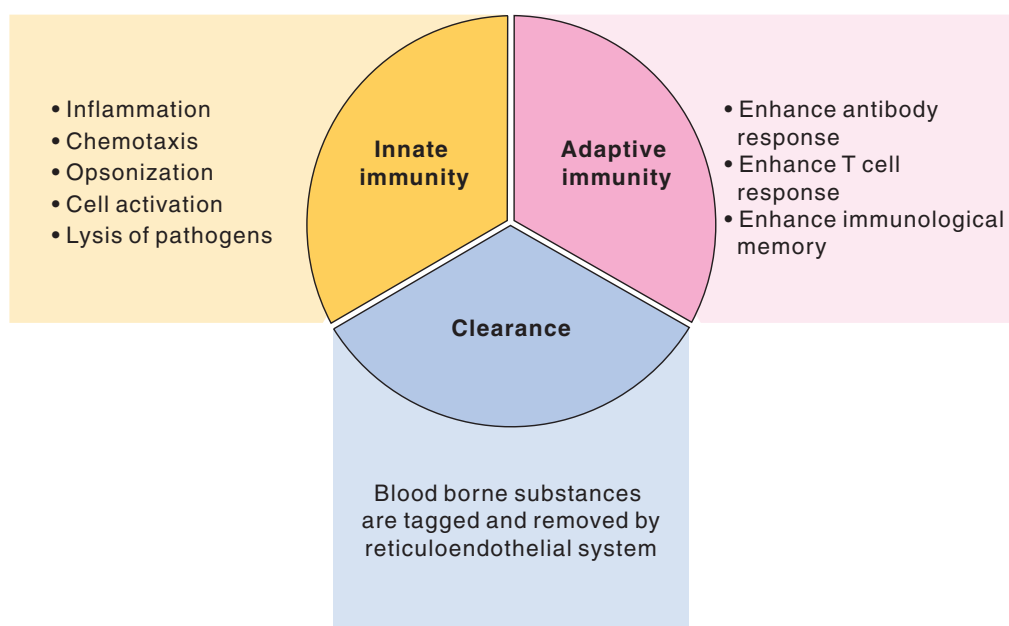 • Inflammation
• Chemotaxis
• Opsonization
• Cell activation
• Lysis of pathogens
Innate
immunity
Adaptive
immunity
• Enhance antibody
response
• Enhance T cell
response
• Enhance immunological
memory
Clearance
Blood borne substances
are tagged and removed by
reticuloendothelial system